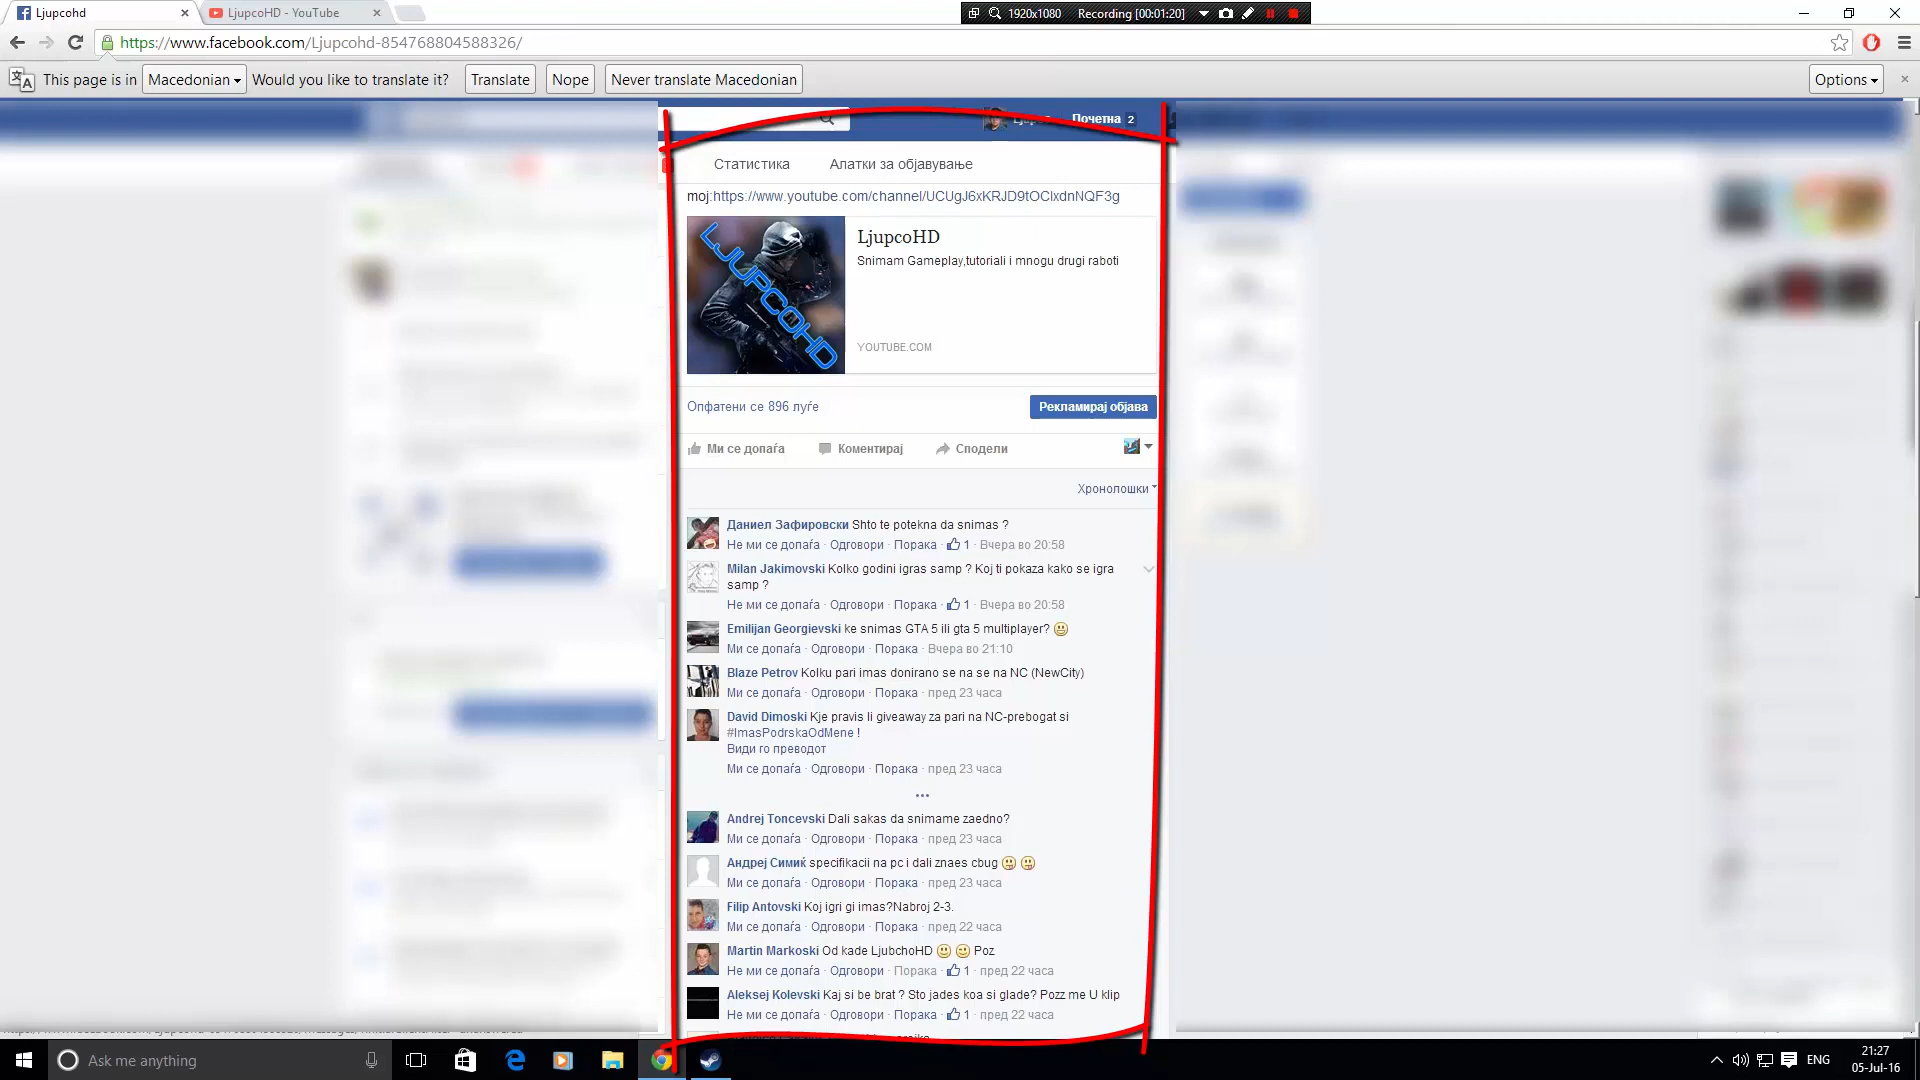 Ljupcohd
LjupcoHD - YouTube
1920x1080
Recording [00:01:20]
https://www.facebook.com/Ljupcohd-854768804588326/
This page is in
Macedonian
Would you like to translate it?
Translate
Nope
Never translate Macedonian
Options
Почетна 2
Статистика
Алатки за објавување
moj:https://www.youtube.com/channel/UCUgJ6xKRJD9tOClxdnNQF3g
LJUPCOHD
LjupcoHD
Snimam Gameplay,tutoriali i mnogu drugi raboti
YOUTUBE.COM
Опфатени се 896 луѓе
Рекламирај објава
Ми се допаѓа
Коментирај
Сподели
Хронолошки
Даниел Зафировски Shto te potekna da snimas ?
Не ми се допаѓа · Одговори · Порака · 1 · Вчера во 20:58
Milan Jakimovski Kolko godini igras samp ? Koj ti pokaza kako se igra
samp ?
Не ми се допаѓа · Одговори · Порака · 1 · Вчера во 20:58
Emilijan Georgievski ke snimas GTA 5 ili gta 5 multiplayer?
Ми се допаѓа · Одговори · Порака · Вчера во 21:10
Blaze Petrov Kolku pari imas donirano se na se na NC (NewCity)
Ми се допаѓа · Одговори · Порака · пред 23 часа
David Dimoski Kje pravis li giveaway za pari na NC-prebogat si
#ImasPodrskaOdMene !
Види го преводот
Ми се допаѓа · Одговори · Порака · пред 23 часа
Andrej Toncevski Dali sakas da snimame zaedno?
Ми се допаѓа · Одговори · Порака · пред 23 часа
Андреј Симиќ specifikacii na pc i dali znaes cbug
Ми се допаѓа · Одговори · Порака · пред 23 часа
Filip Antovski Koj igri gi imas?Nabroj 2-3.
Ми се допаѓа · Одговори · Порака · пред 22 часа
Martin Markoski Od kade LjubchoHD Poz
Не ми се допаѓа · Одговори · Порака · 1 · пред 22 часа
Aleksej Kolevski Kaj si be brat ? Sto jades koa si glade? Pozz me U klip
Не ми се допаѓа · Одговори · Порака · 1 · пред 22 часа
Ask me anything
ENG
21:27
05-Jul-16